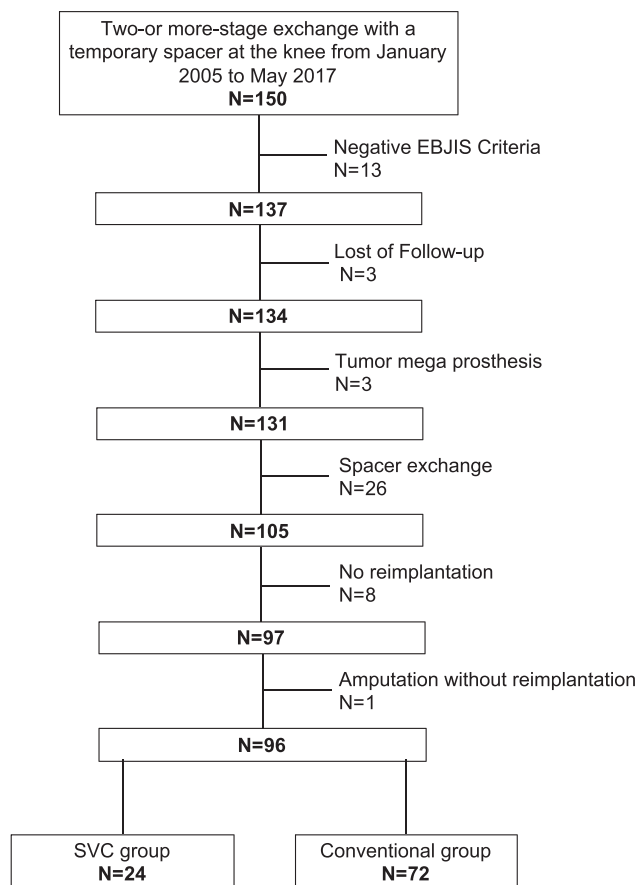 Two-or more-stage exchange with a
temporary spacer at the knee from January
2005 to May 2017
N=150
Negative EBJIS Criteria
N=13
N=137
Lost of Follow-up
N=3
N=134
Tumor mega prosthesis
N=3
N=131
Spacer exchange
N=26
N=105
No reimplantation
N=8
N=97
Amputation without reimplantation
N=1
N=96
SVC group
N=24
Conventional group
N=72